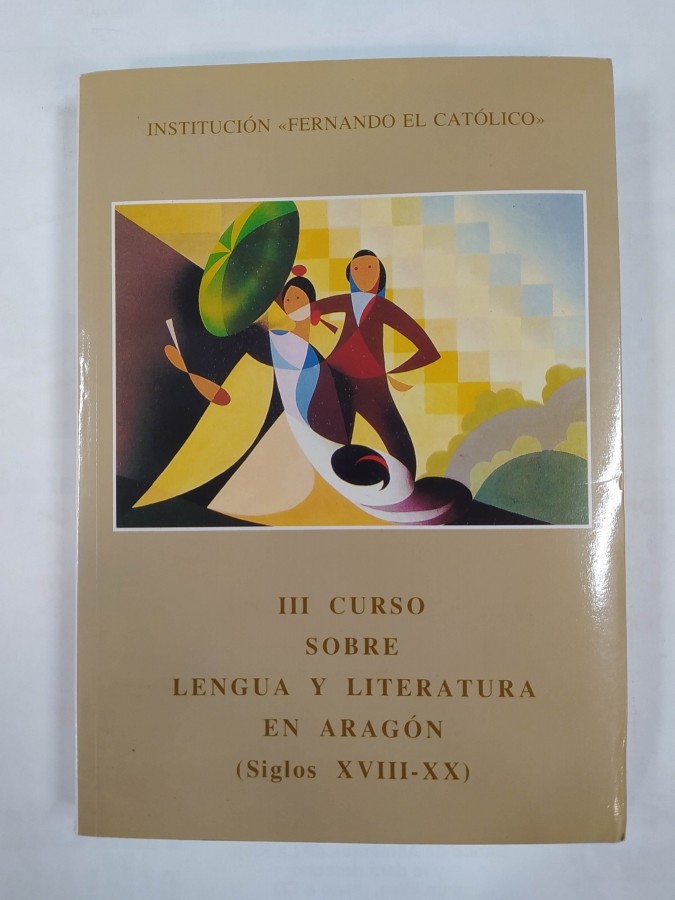 INSTITUCIÓN «FERNANDO EL CATÓLICO»
III CURSO
SOBRE
LENGUA Y LITERATURA
EN ARAGÓN
(Siglos XVIII-XX)